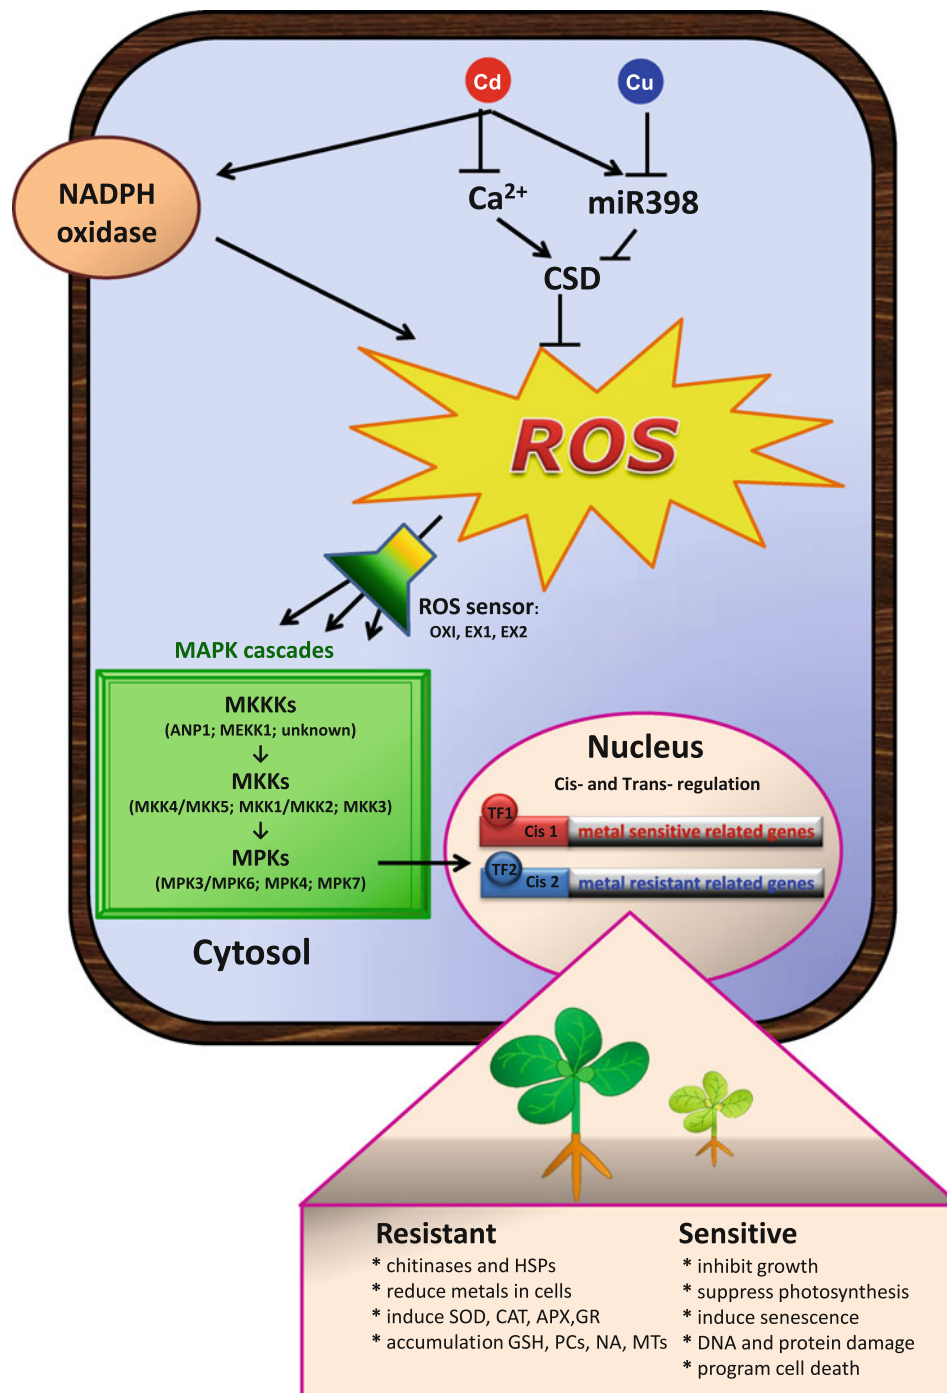 Cd
Cu
NADPH
oxidase
Ca²⁺
miR398
CSD
ROS
ROS sensor:
OXI, EX1, EX2
MAPK cascades
MKKKs
(ANP1; MEKK1; unknown)
↓
MKKs
(MKK4/MKK5; MKK1/MKK2; MKK3)
↓
MPKs
(MPK3/MPK6; MPK4; MPK7)
Cytosol
Nucleus
Cis- and Trans- regulation
TF1
Cis 1 metal sensitive related genes
TF2
Cis 2 metal resistant related genes
Resistant
* chitinases and HSPs
* reduce metals in cells
* induce SOD, CAT, APX,GR
* accumulation GSH, PCs, NA, MTs
Sensitive
* inhibit growth
* suppress photosynthesis
* induce senescence
* DNA and protein damage
* program cell death